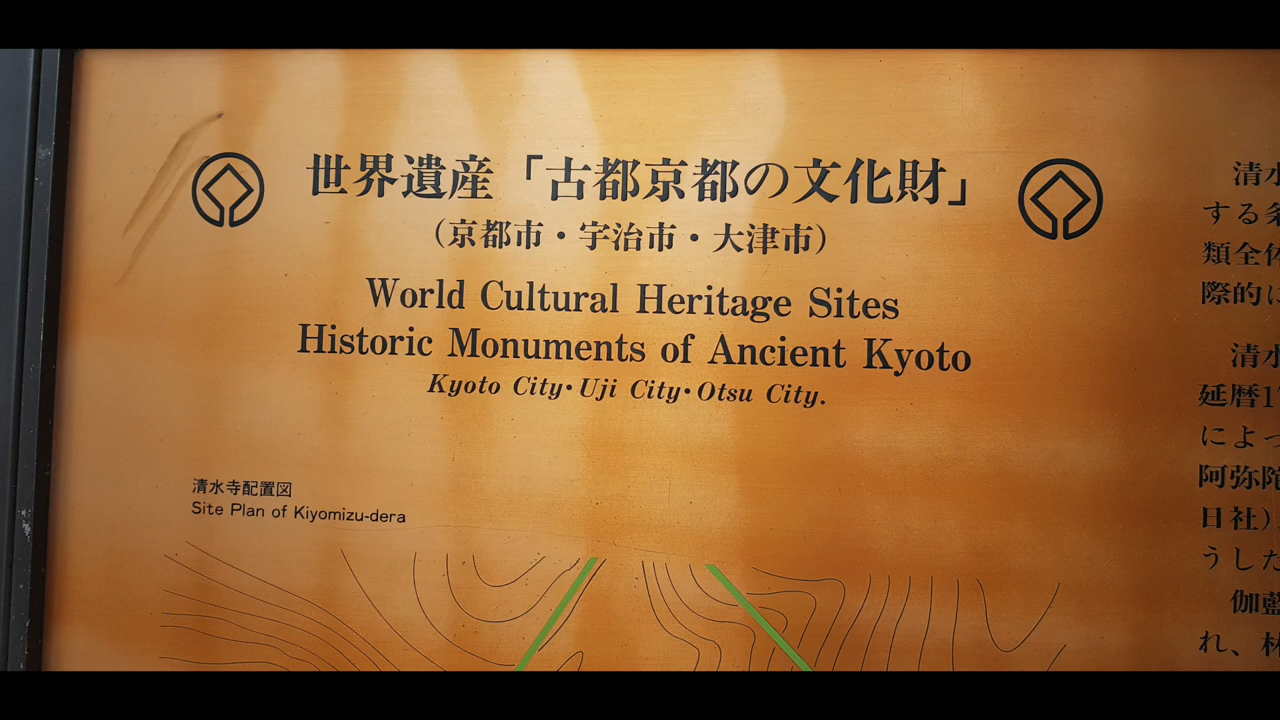 世界遺産「古都京都の文化財」
(京都市・宇治市・大津市)
World Cultural Heritage Sites
Historic Monuments of Ancient Kyoto
Kyoto City・Uji City・Otsu City.
清水寺配置図
Site Plan of Kiyomizu-dera
清水
する
類全体
際的に
清水
延暦1
によっ
阿弥陀
日社)
うした
伽藍
れ、